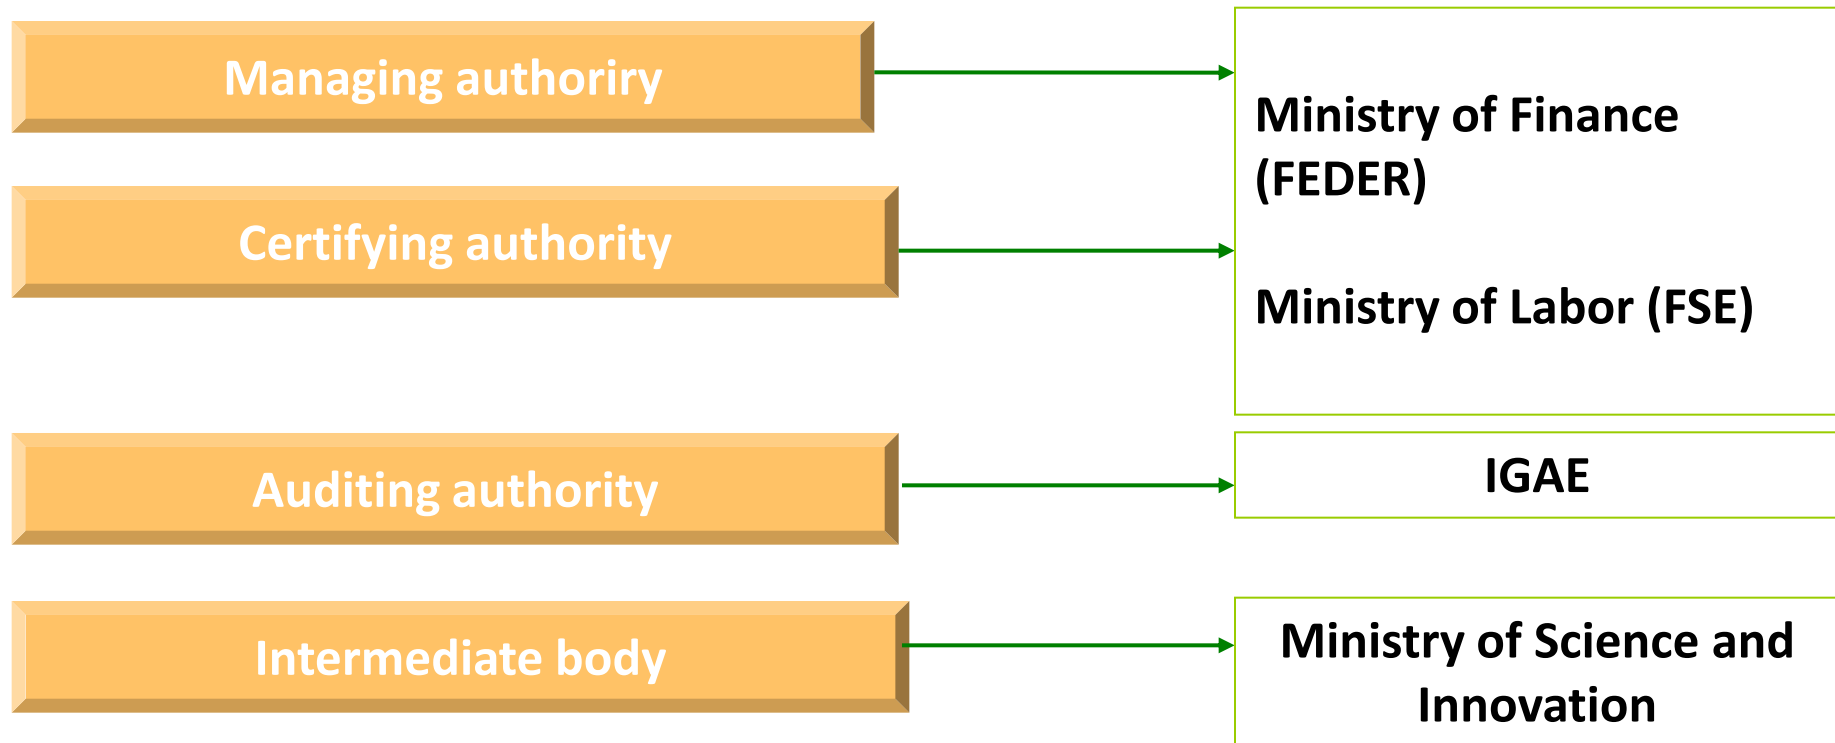 Managing authoriry
Ministry of Finance
(FEDER)
Certifying authority
Ministry of Labor (FSE)
Auditing authority
IGAE
Intermediate body
Ministry of Science and
Innovation